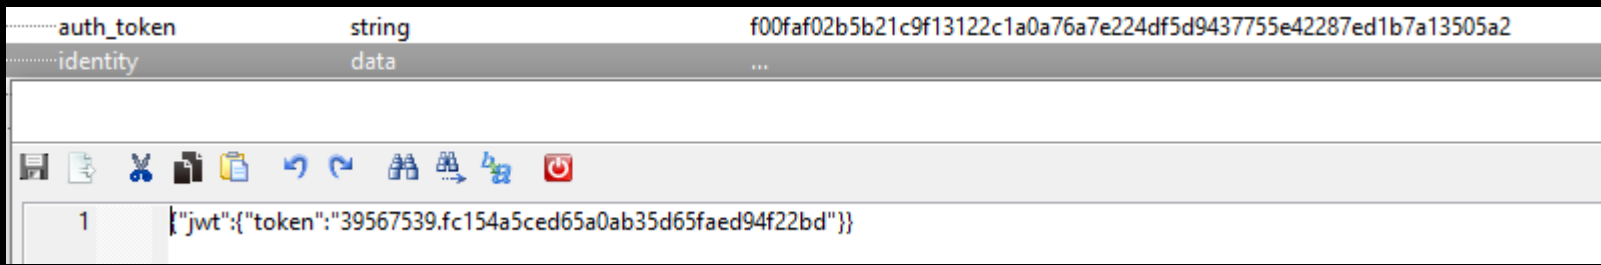 auth_token string f00faf02b5b21c9f13122c1a0a76a7e224df5d9437755e42287ed1b7a13505a2
identity data ...
1 {"jwt":{"token":"39567539.fc154a5ced65a0ab35d65faed94f22bd"}}